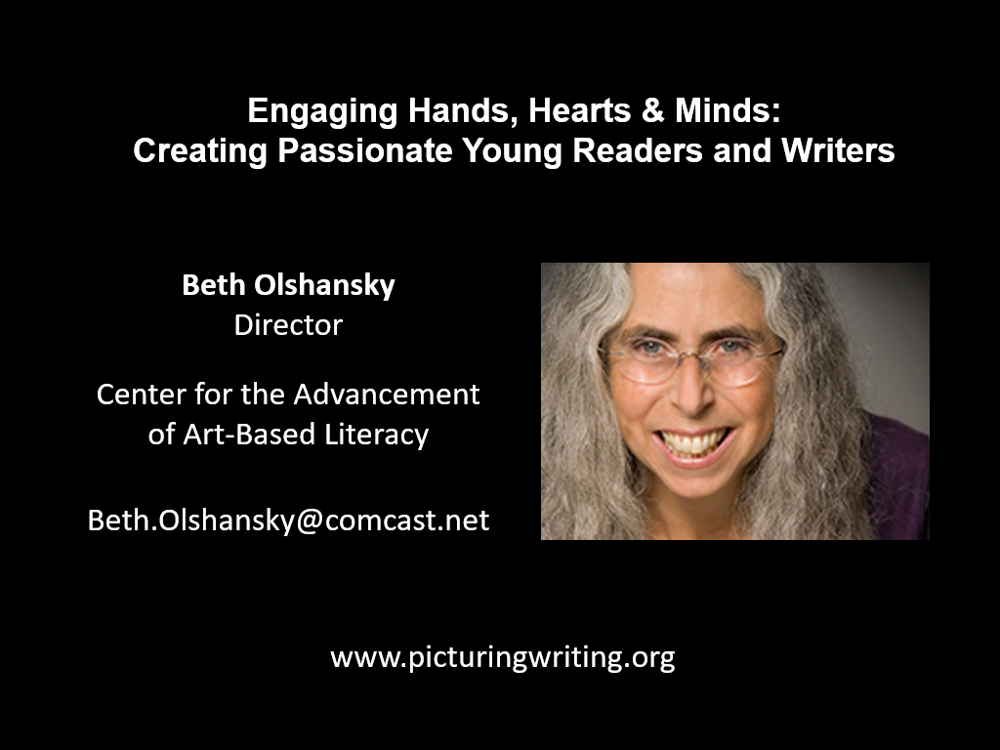 Engaging Hands, Hearts & Minds:
Creating Passionate Young Readers and Writers
Beth Olshansky
Director
Center for the Advancement
of Art-Based Literacy
Beth.Olshansky@comcast.net
www.picturingwriting.org